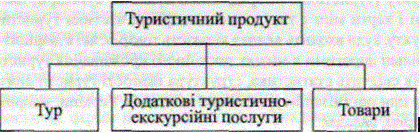 Туристичний продукт
Тур
Додаткові туристично-
екскурсійні послуги
Товари